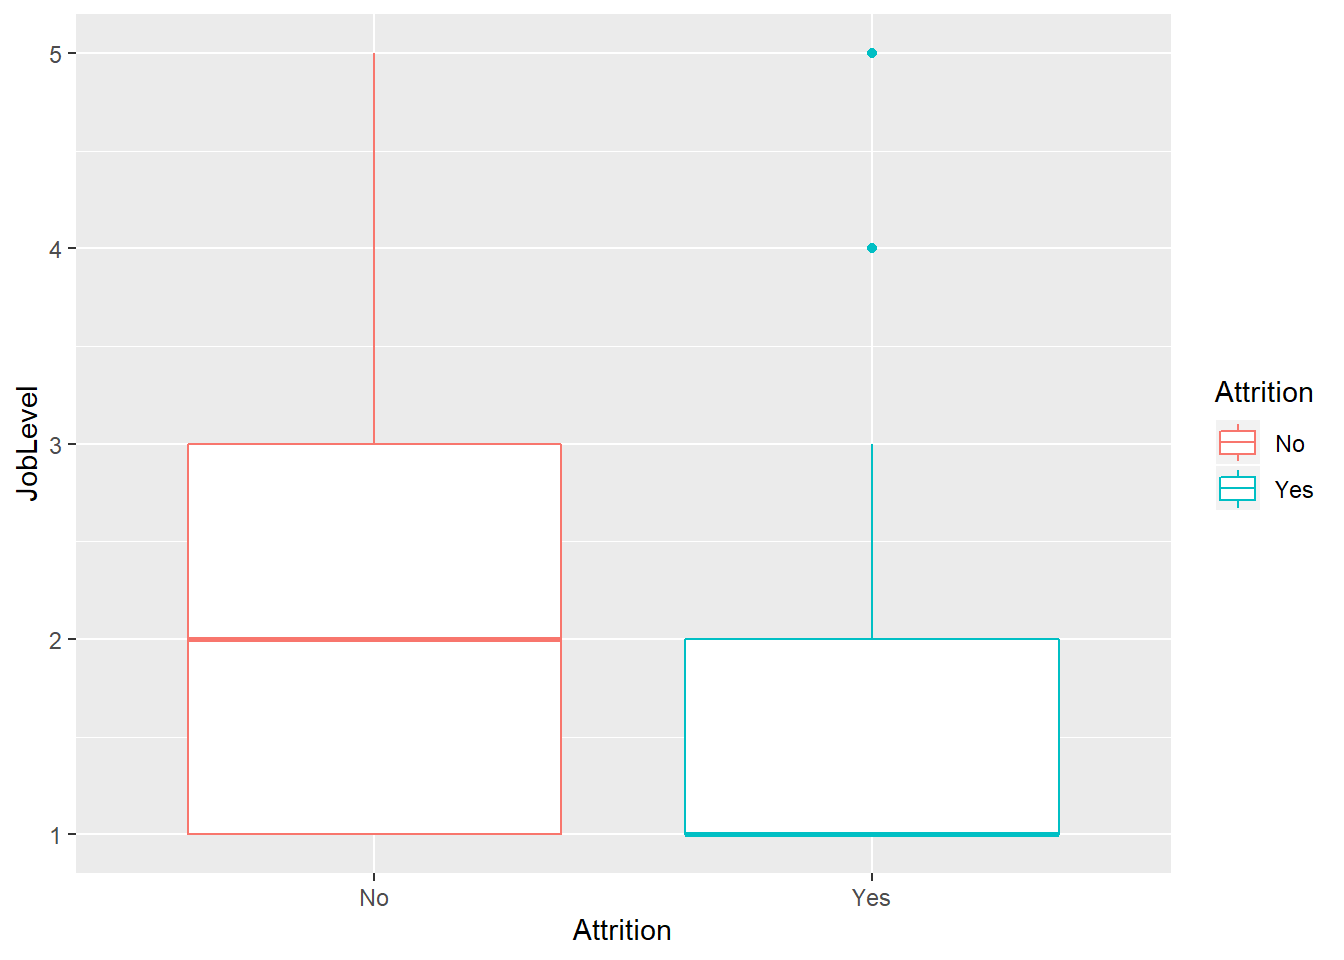 5
4
3
2
1
JobLevel
No
Yes
Attrition
Attrition
No
Yes